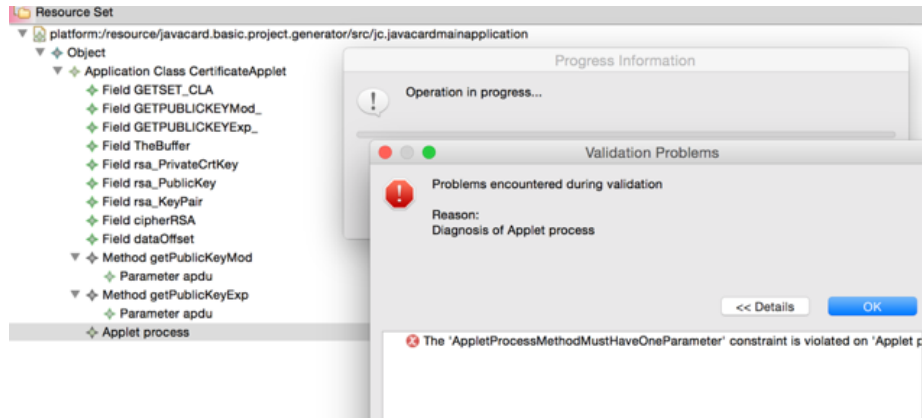 Resource Set
platform:/resource/javacard.basic.project.generator/src/jc.javacardmainapplication
Object
Application Class CertificateApplet
Field GETSET_CLA
Field GETPUBLICKEYMod_
Field GETPUBLICKEYExp_
Field TheBuffer
Field rsa_PrivateCrtKey
Field rsa_PublicKey
Field rsa_KeyPair
Field cipherRSA
Field dataOffset
Method getPublicKeyMod
Parameter apdu
Method getPublicKeyExp
Parameter apdu
Applet process
Progress Information
Operation in progress...
Validation Problems
Problems encountered during validation
Reason:
Diagnosis of Applet process
<< Details
OK
The 'AppletProcessMethodMustHaveOneParameter' constraint is violated on 'Applet p